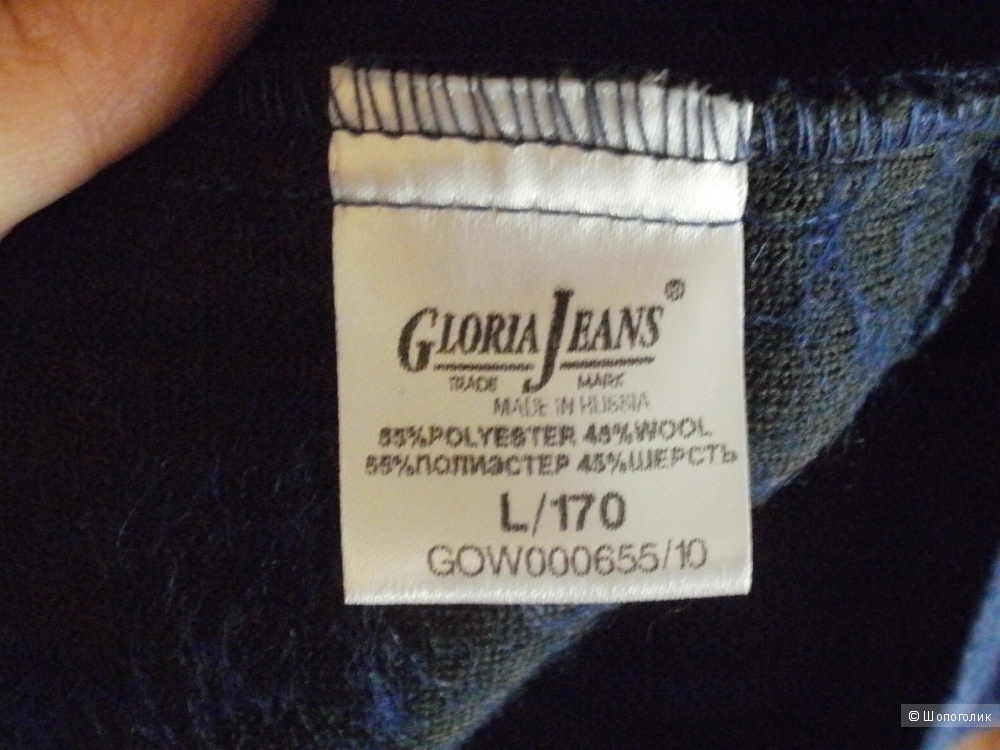 GLORIA JEANS®
TRADE MARK
MADE IN RUSSIA
55%POLYESTER 45%WOOL
55%ПОЛИЭСТЕР 45%ШЕРСТЬ
L/170
GOW000655/10
© Шопоголик